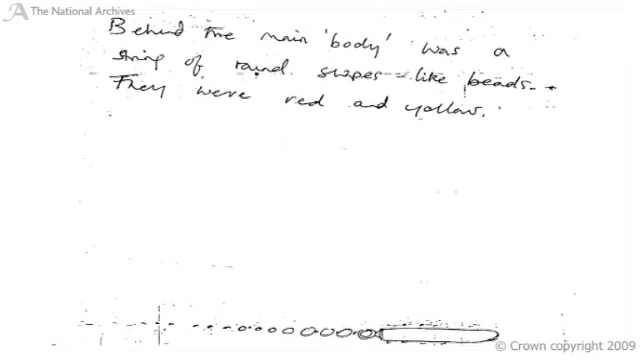 The National Archives
Behind the main 'body' was a
string of round shapes - like beads.
They were red and yellow.
© Crown copyright 2009